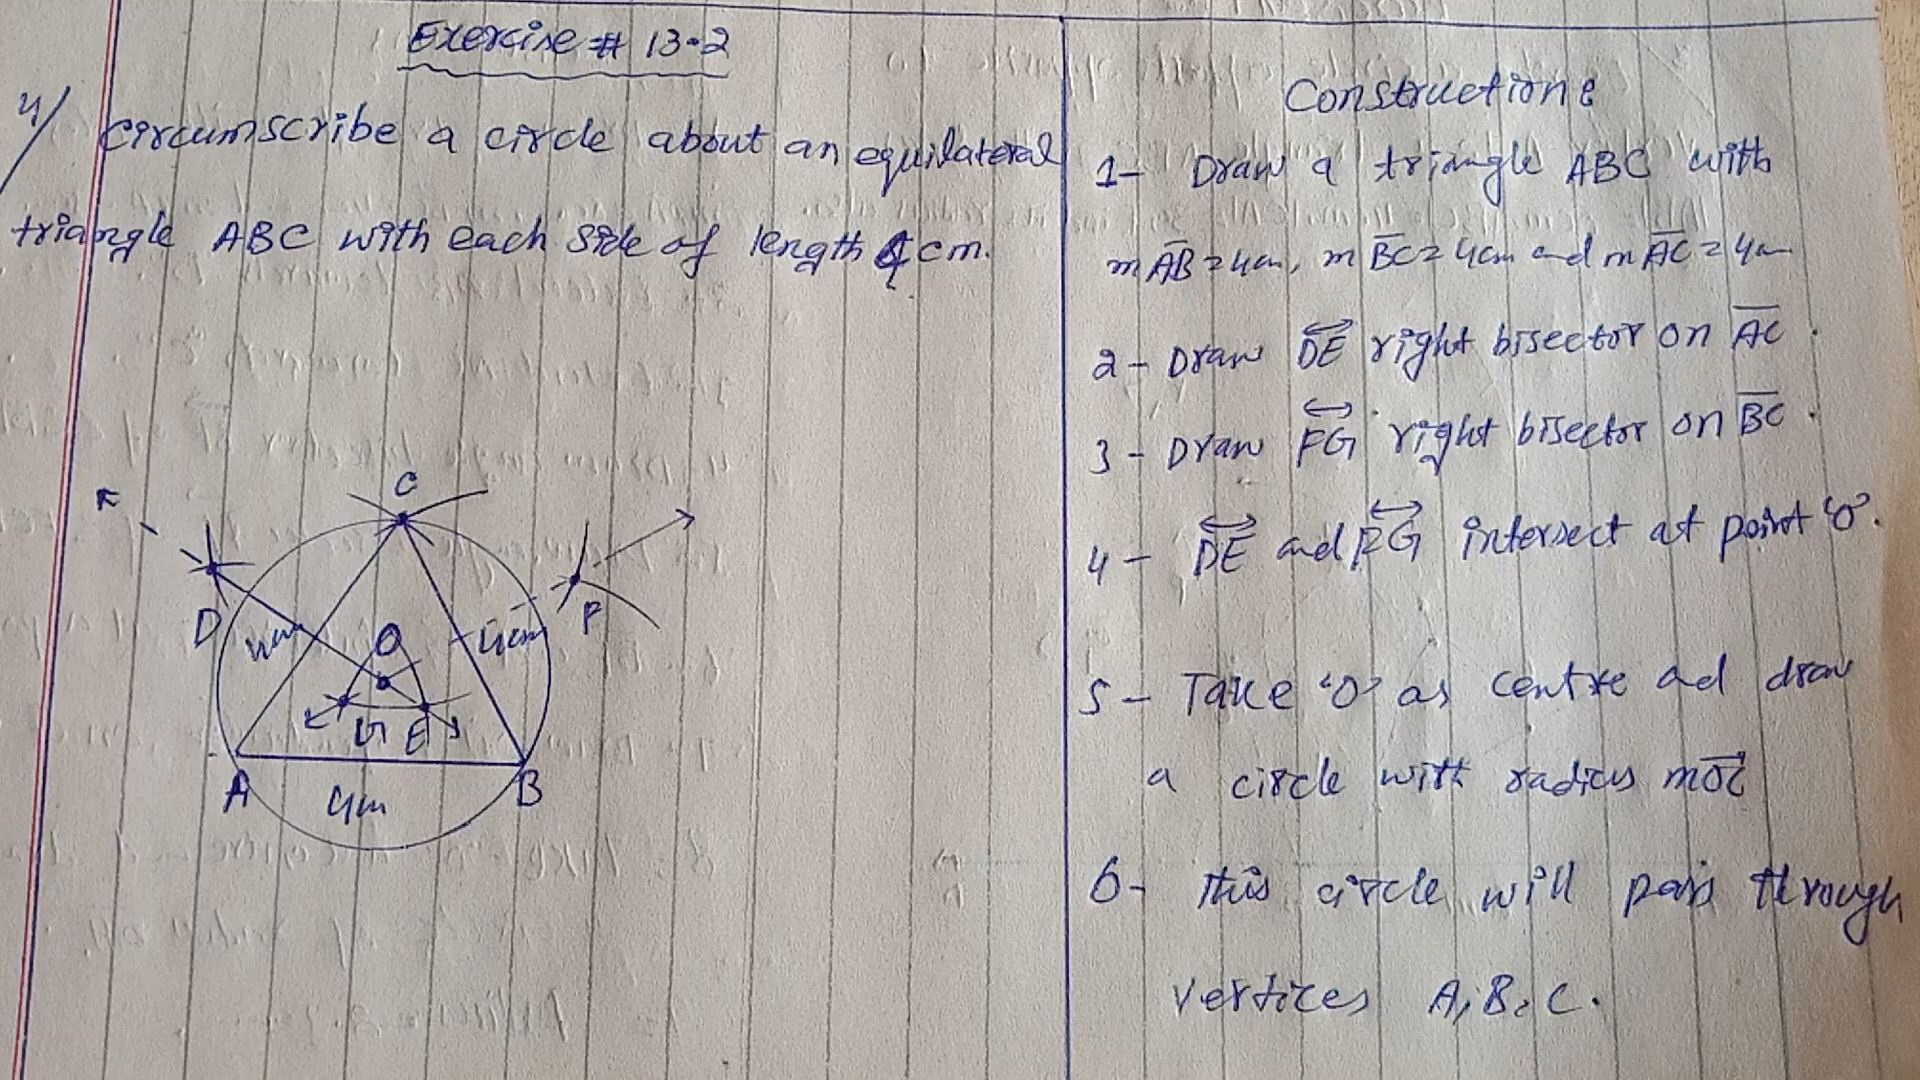 Exercise # 13.2
4/ Circumscribe a circle about an equilateral
triangle ABC with each side of length 4cm.
C
D
F
4cm
4cm
O
G E
A B
4cm
Construction:
1- Draw a triangle ABC with
mAB=4cm, mBC=4cm and mAC=4cm
2- Draw DE right bisector on AC.
3- Draw FG right bisector on BC.
4- DE and FG intersect at point 'O'.
5- Take 'O' as centre ad draw
a circle with radius mOC
6- This circle will pass through
vertices A, B, C.